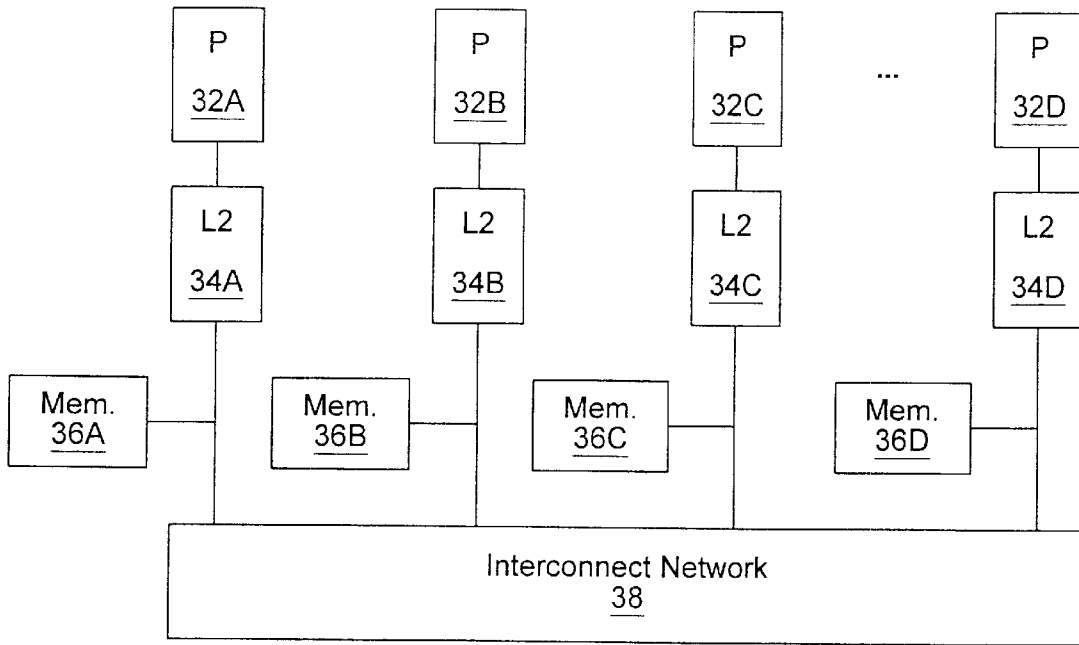 P
32A
P
32B
P
32C
...
P
32D
L2
34A
L2
34B
L2
34C
L2
34D
Mem.
36A
Mem.
36B
Mem.
36C
Mem.
36D
Interconnect Network
38